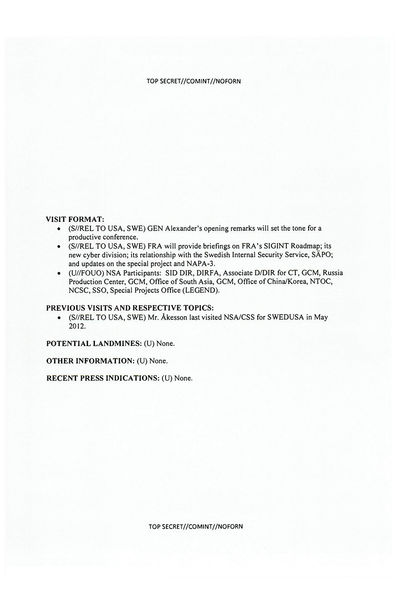 TOP SECRET//COMINT//NOFORN
VISIT FORMAT:
• (S//REL TO USA, SWE) GEN Alexander's opening remarks will set the tone for a
productive conference.
• (S//REL TO USA, SWE) FRA will provide briefings on FRA's SIGINT Roadmap; its
new cyber division; its relationship with the Swedish Internal Security Service, SÄPO;
and updates on the special project and NAPA-3.
• (U//FOUO) NSA Participants: SID DIR, DIRFA, Associate D/DIR for CT, GCM, Russia
Production Center, GCM, Office of South Asia, GCM, Office of China/Korea, NTOC,
NCSC, SSO, Special Projects Office (LEGEND).
PREVIOUS VISITS AND RESPECTIVE TOPICS:
• (S//REL TO USA, SWE) Mr. Åkesson last visited NSA/CSS for SWEDUSA in May
2012.
POTENTIAL LANDMINES: (U) None.
OTHER INFORMATION: (U) None.
RECENT PRESS INDICATIONS: (U) None.
TOP SECRET//COMINT//NOFORN